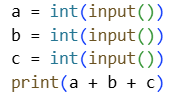 a = int(input())
b = int(input())
c = int(input())
print(a + b + c)